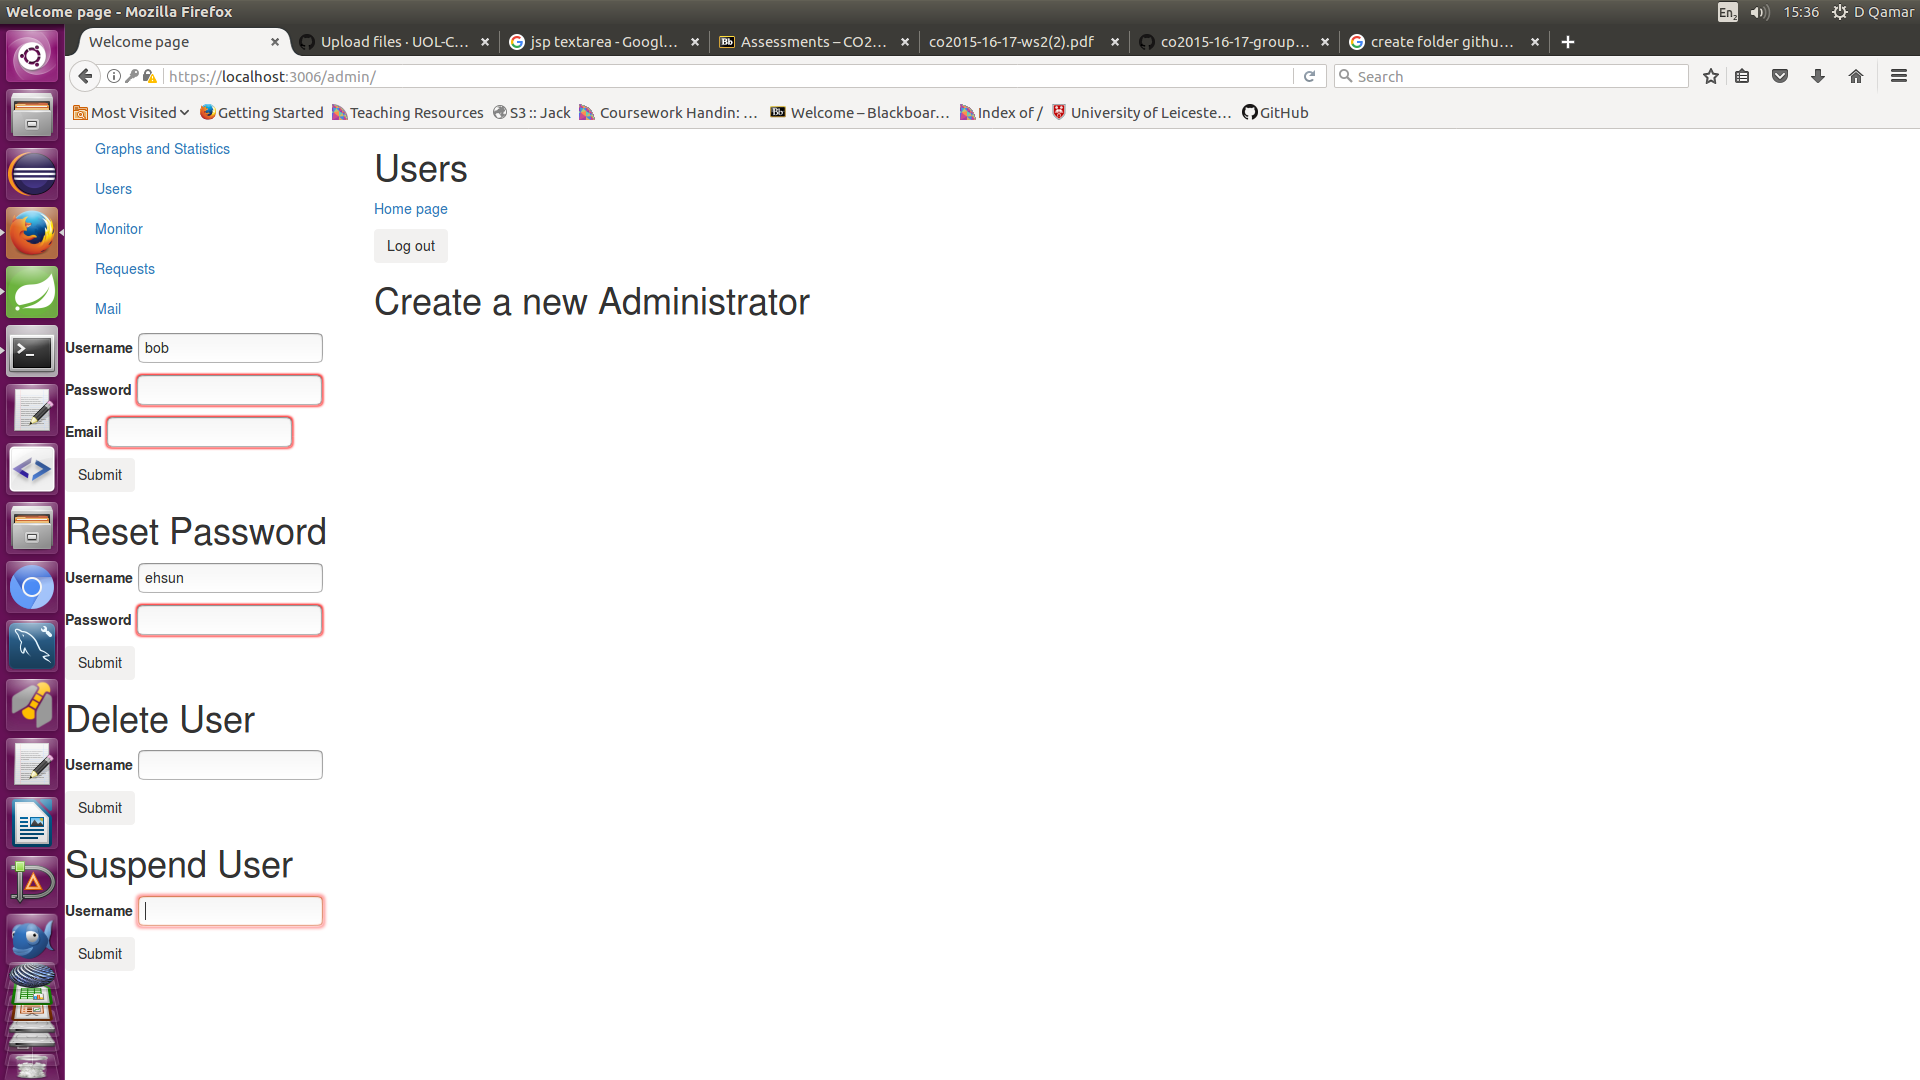 Welcome page - Mozilla Firefox
En2 15:36 D Qamar
Welcome page
Upload files · UOL-C...
jsp textarea - Googl...
Bb Assessments – CO2...
co2015-16-17-ws2(2).pdf
co2015-16-17-group...
create folder githu...
https://localhost:3006/admin/
Search
Most Visited
Getting Started
Teaching Resources
S3 :: Jack
Coursework Handin: ...
Bb Welcome – Blackboar...
Index of /
University of Leiceste...
GitHub
Graphs and Statistics
Users
Monitor
Requests
Mail
Users
Home page
Log out
Create a new Administrator
Username bob
Password
Email
Submit
Reset Password
Username ehsun
Password
Submit
Delete User
Username
Submit
Suspend User
Username
Submit